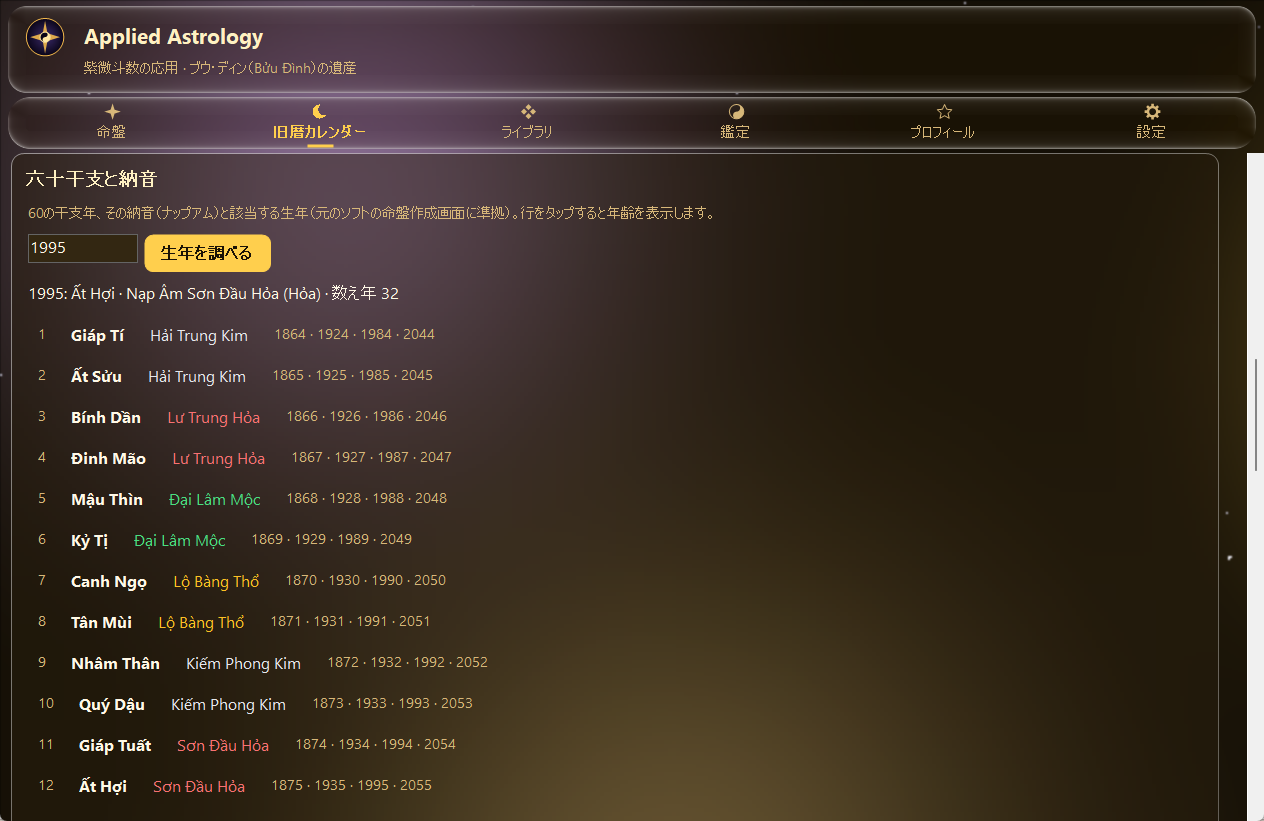 Applied Astrology
紫微斗数の応用 · ブウ·ディン(Bửu Đình)の遺産
命盤 旧暦カレンダー ライブラリ 鑑定 プロフィール 設定
六十干支と納音
60の干支年、その納音(ナップアム)と該当する生年(元のソフトの命盤作成画面に準拠)。行をタップすると年齢を表示します。
1995 生年を調べる
1995: Ất Hợi · Nạp Âm Sơn Đầu Hỏa (Hỏa) · 数え年 32
1 Giáp Tí Hải Trung Kim 1864 · 1924 · 1984 · 2044
2 Ất Sửu Hải Trung Kim 1865 · 1925 · 1985 · 2045
3 Bính Dần Lư Trung Hỏa 1866 · 1926 · 1986 · 2046
4 Đinh Mão Lư Trung Hỏa 1867 · 1927 · 1987 · 2047
5 Mậu Thìn Đại Lâm Mộc 1868 · 1928 · 1988 · 2048
6 Kỷ Tị Đại Lâm Mộc 1869 · 1929 · 1989 · 2049
7 Canh Ngọ Lộ Bàng Thổ 1870 · 1930 · 1990 · 2050
8 Tân Mùi Lộ Bàng Thổ 1871 · 1931 · 1991 · 2051
9 Nhâm Thân Kiếm Phong Kim 1872 · 1932 · 1992 · 2052
10 Quý Dậu Kiếm Phong Kim 1873 · 1933 · 1993 · 2053
11 Giáp Tuất Sơn Đầu Hỏa 1874 · 1934 · 1994 · 2054
12 Ất Hợi Sơn Đầu Hỏa 1875 · 1935 · 1995 · 2055